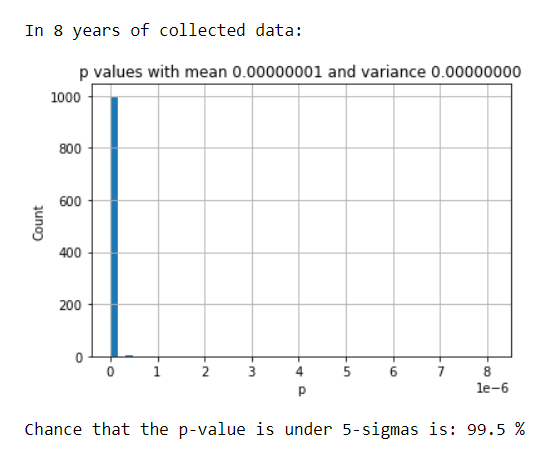 In 8 years of collected data:
p values with mean 0.00000001 and variance 0.00000000
1000
800
600
400
200
0
Count
0 1 2 3 4 5 6 7 8
1e−6
p
Chance that the p-value is under 5-sigmas is: 99.5 %